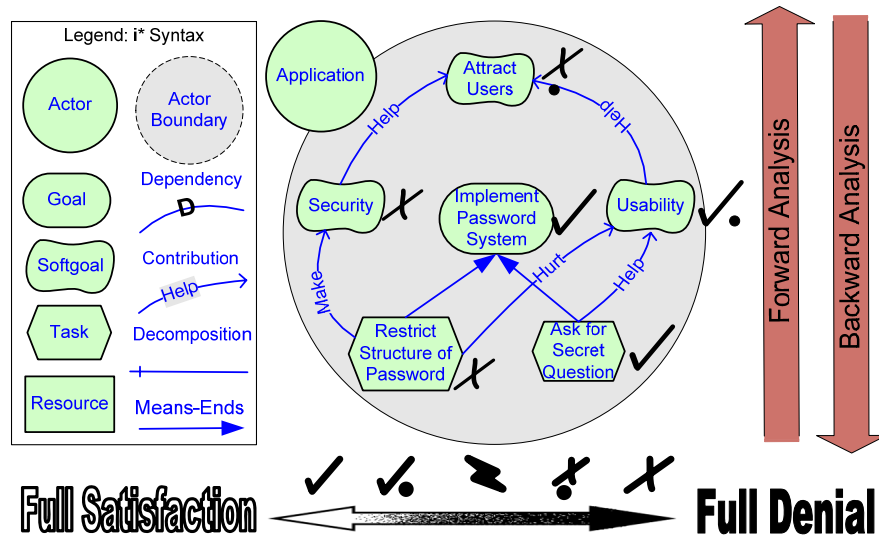 Legend: i* Syntax
Actor
Actor
Boundary
Goal
Dependency
D
Softgoal
Contribution
Help
Task
Decomposition
Resource
Means-Ends
Application
Attract
Users
Help
Help
Security
Implement
Password
System
Usability
Make
Hurt
Help
Restrict
Structure of
Password
Ask for
Secret
Question
Forward Analysis
Backward Analysis
Full Satisfaction
Full Denial